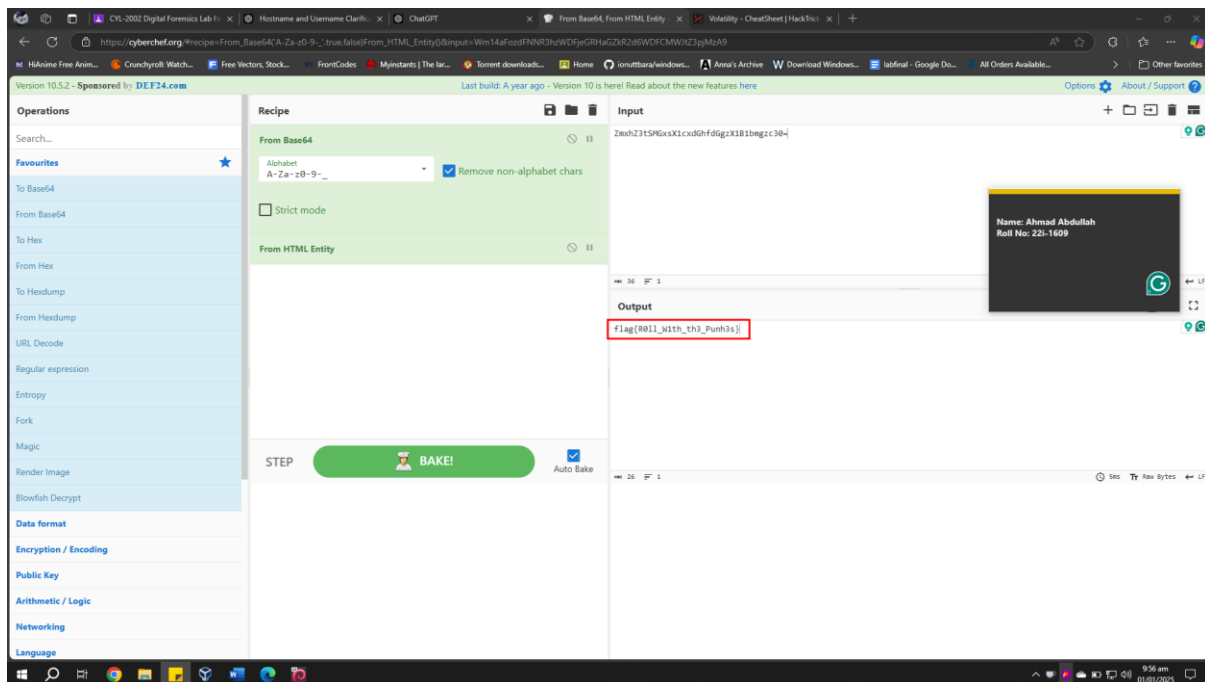 CYL-2002 Digital Forensics Lab Fi
Hostname and Username Clarific
ChatGPT
From Base64, From HTML Entity -
Volatility - CheatSheet | HackTrick
https://cyberchef.org/#recipe=From_Base64('A-Za-z0-9-_',true,false)From_HTML_Entity()&input=
HiAnime Free Anim...
Crunchyroll: Watch...
Free Vectors, Stock...
FrontCodes
Myinstants | The lar...
Torrent downloads...
Home
ionuttbara/windows...
Anna's Archive
Download Windows...
labfinal - Google Do...
All Orders Available...
Other favorites
Version 10.5.2 - Sponsored by DEF24.com
Last build: A year ago - Version 10 is here! Read about the new features here
Options
About / Support
Operations
Recipe
Input
Search...
Favourites
To Base64
From Base64
To Hex
From Hex
To Hexdump
From Hexdump
URL Decode
Regular expression
Entropy
Fork
Magic
Render Image
Blowfish Decrypt
Data format
Encryption / Encoding
Public Key
Arithmetic / Logic
Networking
Language
From Base64
Alphabet
A-Za-z0-9-_
Remove non-alphabet chars
Strict mode
From HTML Entity
STEP
BAKE!
Auto Bake
Name: Ahmad Abdullah
Roll No: 22i-1609
36
1
LF
Output
flag{R0ll_W1th_th3_Punh3s}
26
1
5ms
Raw Bytes
LF
9:56 am
01/01/2025